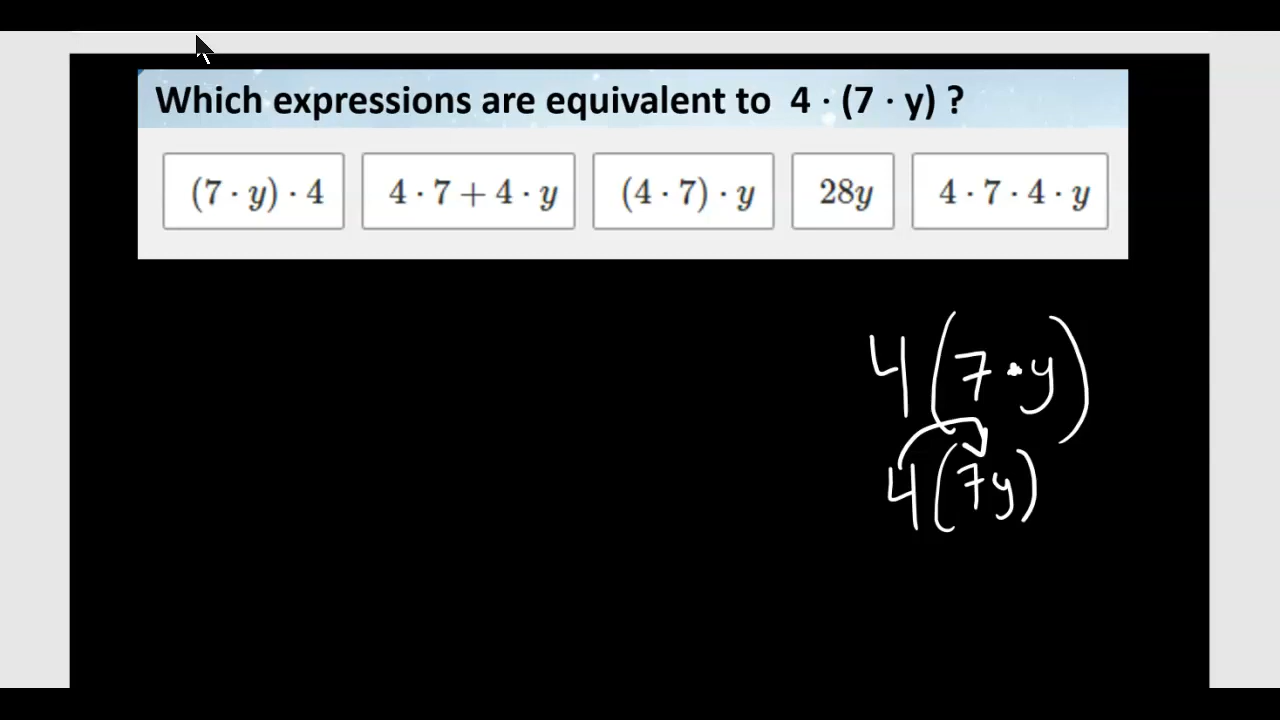 Which expressions are equivalent to 4 · (7 · y) ?
(7 · y) · 4 4 · 7 + 4 · y (4 · 7) · y 28y 4 · 7 · 4 · y
4(7 · y)
4(7y)